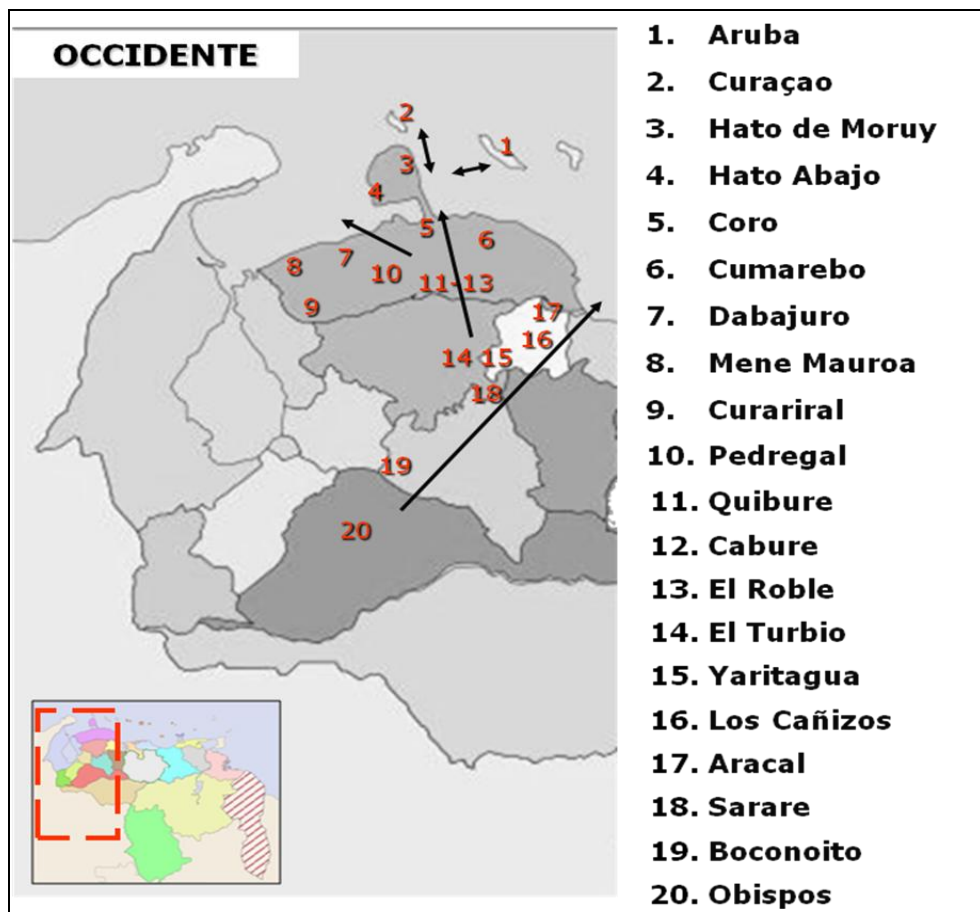 OCCIDENTE
2
1
3
4
5
6
7
8
10
11-13
9
17
16
14 15
18
19
20
1. Aruba
2. Curaçao
3. Hato de Moruy
4. Hato Abajo
5. Coro
6. Cumarebo
7. Dabajuro
8. Mene Mauroa
9. Curariral
10. Pedregal
11. Quibure
12. Cabure
13. El Roble
14. El Turbio
15. Yaritagua
16. Los Cañizos
17. Aracal
18. Sarare
19. Boconoito
20. Obispos